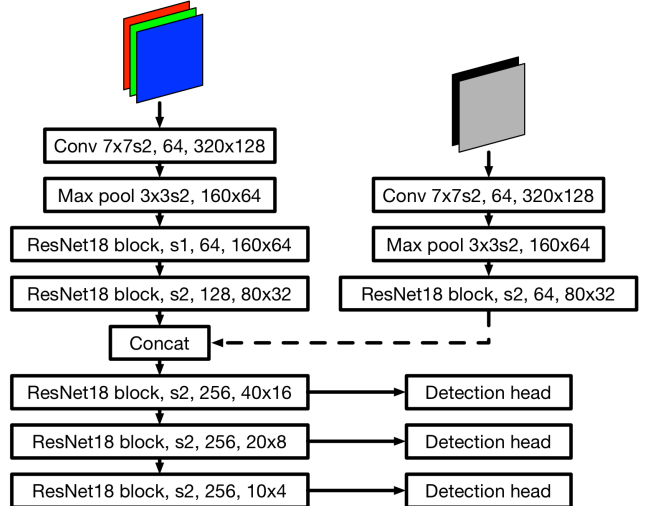 Conv 7x7s2, 64, 320x128
Max pool 3x3s2, 160x64
ResNet18 block, s1, 64, 160x64
ResNet18 block, s2, 128, 80x32
Conv 7x7s2, 64, 320x128
Max pool 3x3s2, 160x64
ResNet18 block, s2, 64, 80x32
Concat
ResNet18 block, s2, 256, 40x16
Detection head
ResNet18 block, s2, 256, 20x8
Detection head
ResNet18 block, s2, 256, 10x4
Detection head